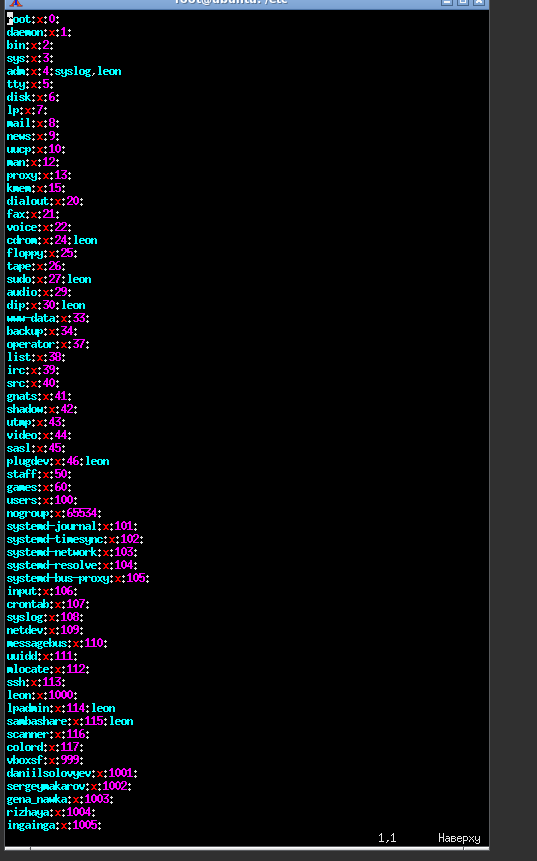 root@ubuntu: /etc
root:x:0:
daemon:x:1:
bin:x:2:
sys:x:3:
adm:x:4:syslog,leon
tty:x:5:
disk:x:6:
lp:x:7:
mail:x:8:
news:x:9:
uucp:x:10:
man:x:12:
proxy:x:13:
kmem:x:15:
dialout:x:20:
fax:x:21:
voice:x:22:
cdrom:x:24:leon
floppy:x:25:
tape:x:26:
sudo:x:27:leon
audio:x:29:
dip:x:30:leon
www-data:x:33:
backup:x:34:
operator:x:37:
list:x:38:
irc:x:39:
src:x:40:
gnats:x:41:
shadow:x:42:
utmp:x:43:
video:x:44:
sasl:x:45:
plugdev:x:46:leon
staff:x:50:
games:x:60:
users:x:100:
nogroup:x:65534:
systemd-journal:x:101:
systemd-timesync:x:102:
systemd-network:x:103:
systemd-resolve:x:104:
systemd-bus-proxy:x:105:
input:x:106:
crontab:x:107:
syslog:x:108:
netdev:x:109:
messagebus:x:110:
uuidd:x:111:
mlocate:x:112:
ssh:x:113:
leon:x:1000:
lpadmin:x:114:leon
sambashare:x:115:leon
scanner:x:116:
colord:x:117:
vboxsf:x:999:
daniilsolovyev:x:1001:
sergeymakarov:x:1002:
gena_nawka:x:1003:
rizhaya:x:1004:
ingainga:x:1005:
1,1 Наверху